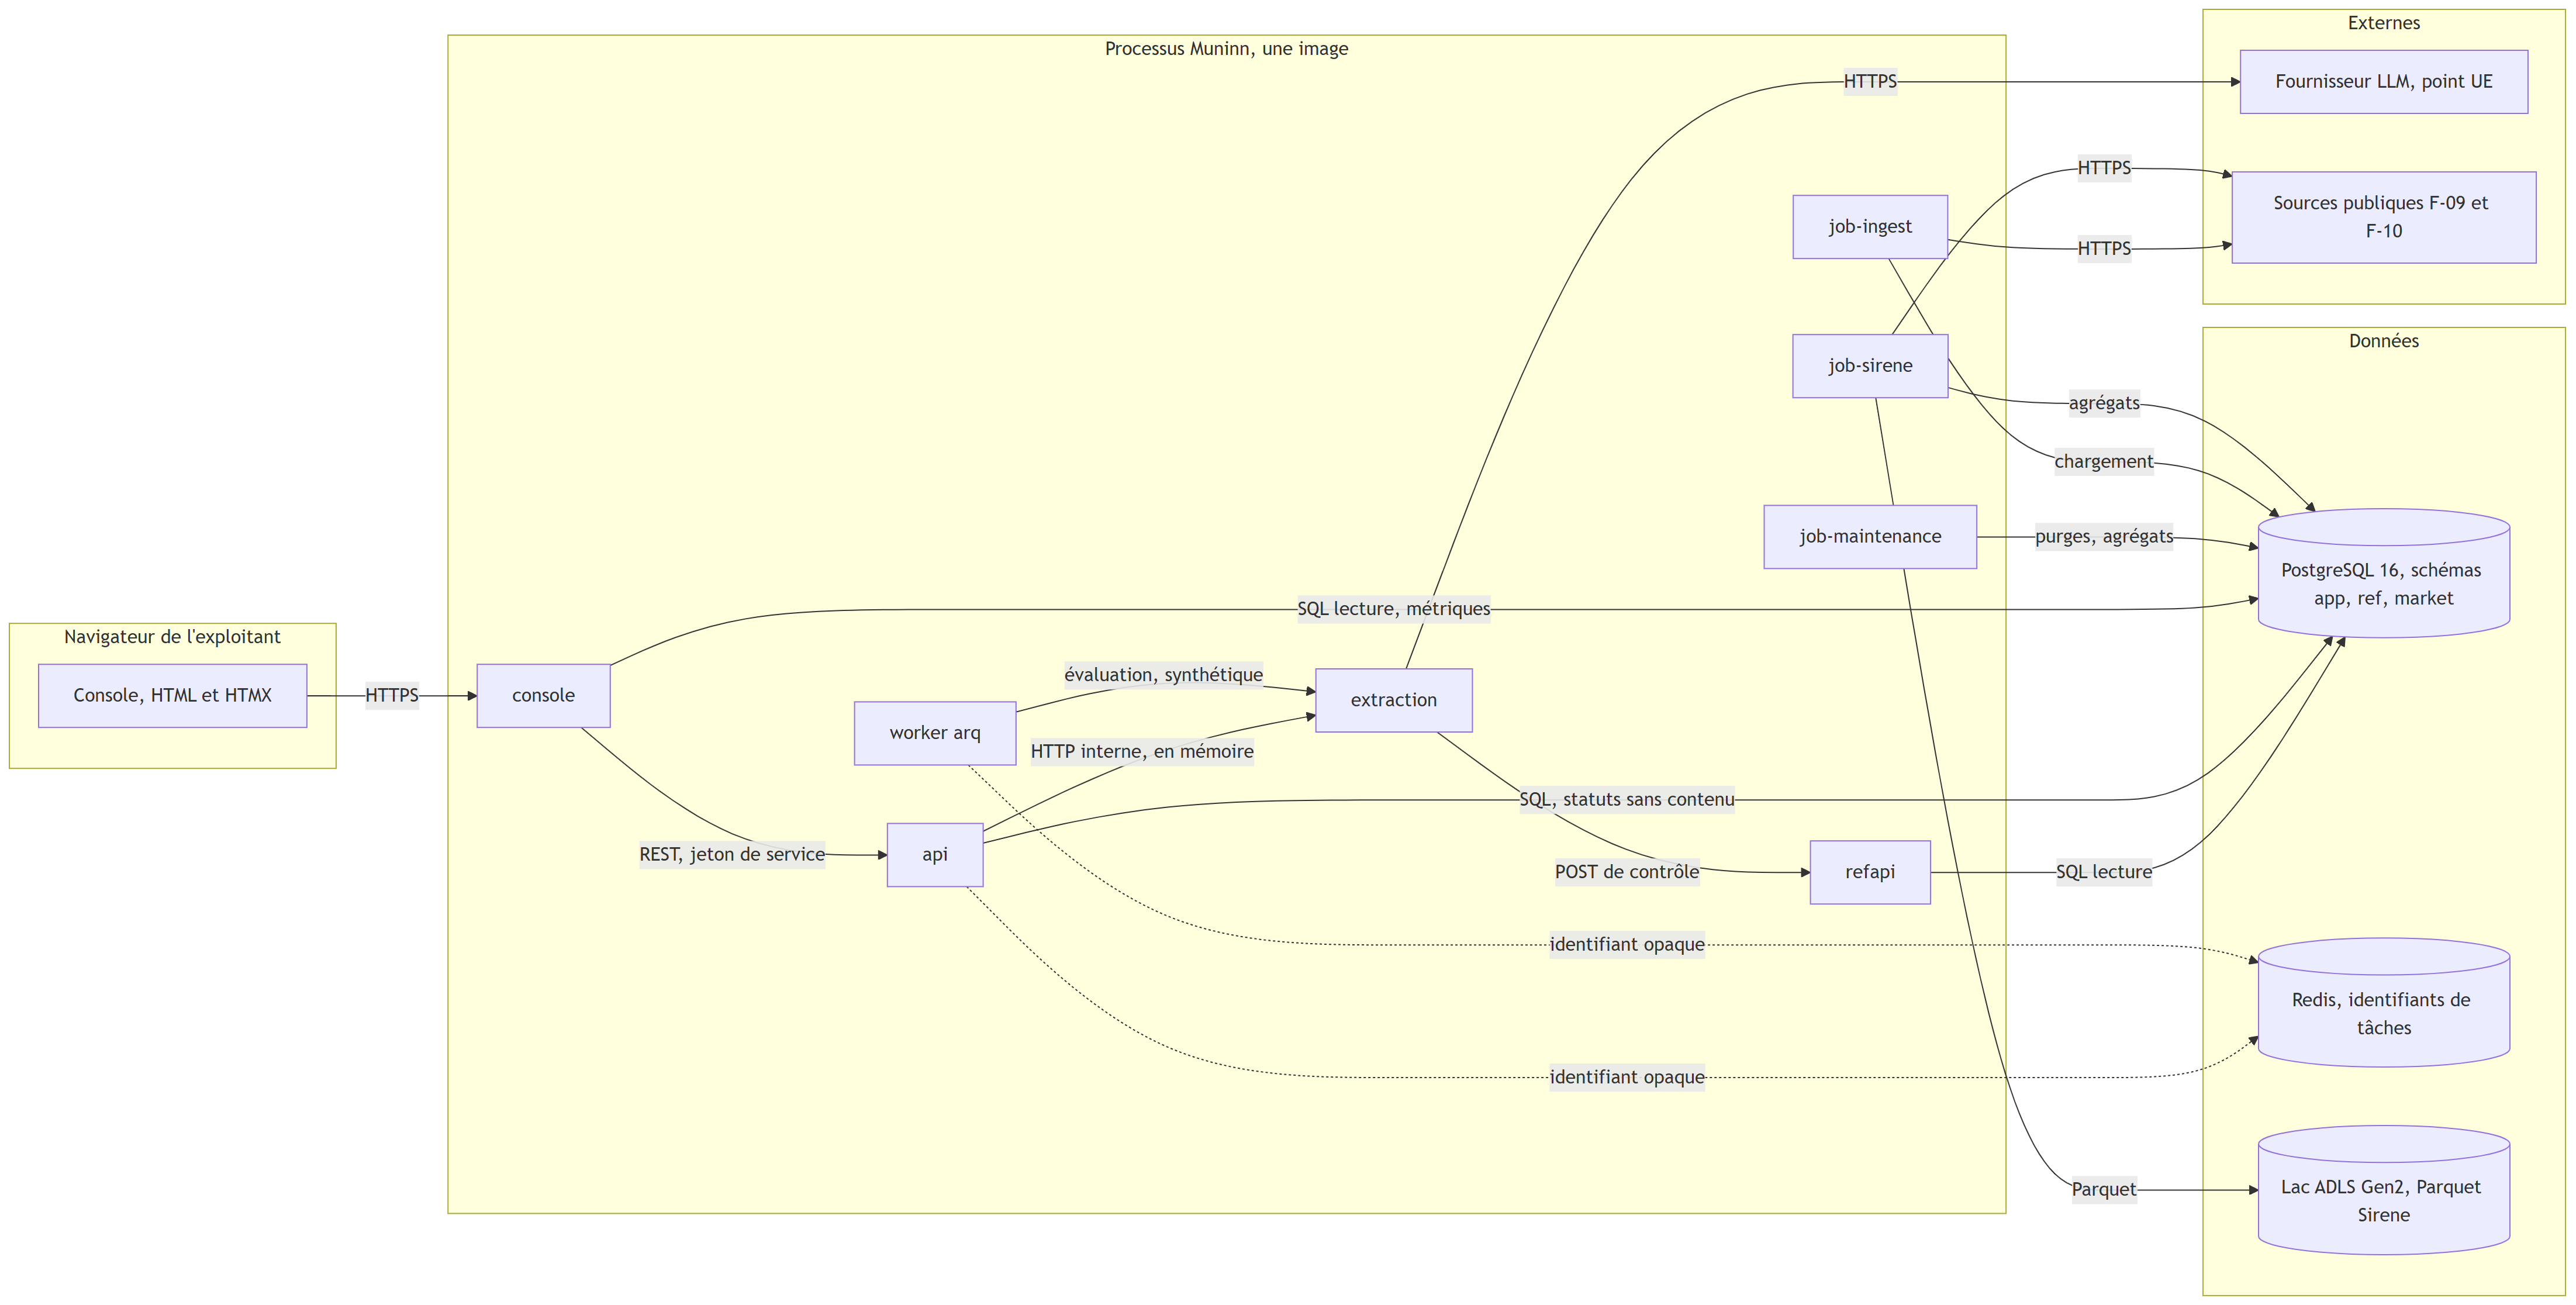 Externes
Processus Muninn, une image
HTTPS
Fournisseur LLM, point UE
HTTPS
Sources publiques F-09 et
F-10
job-ingest
HTTPS
Données
job-sirene
agrégats
chargement
job-maintenance
purges, agrégats
PostgreSQL 16, schémas
app, ref, market
SQL lecture, métriques
Navigateur de l'exploitant
Console, HTML et HTMX
HTTPS
console
évaluation, synthétique
extraction
worker arq
HTTP interne, en mémoire
SQL, statuts sans contenu
REST, jeton de service
api
POST de contrôle
refapi
SQL lecture
identifiant opaque
Redis, identifiants de
tâches
identifiant opaque
Parquet
Lac ADLS Gen2, Parquet
Sirene